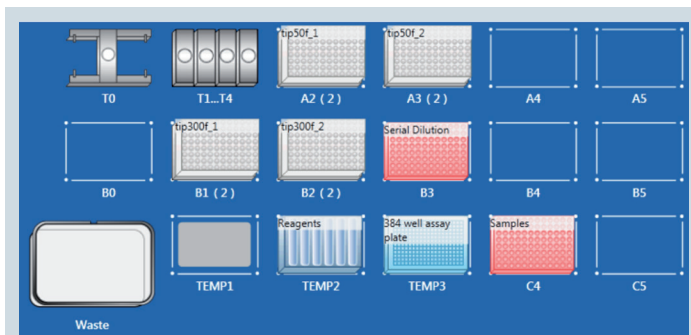 tip50f_1
tip50f_2
T0
T1...T4
A2 ( 2 )
A3 ( 2 )
A4
A5
tip300f_1
tip300f_2
Serial Dilution
B0
B1 ( 2 )
B2 ( 2 )
B3
B4
B5
Reagents
384 well assay
plate
Samples
TEMP1
TEMP2
TEMP3
C4
C5
Waste